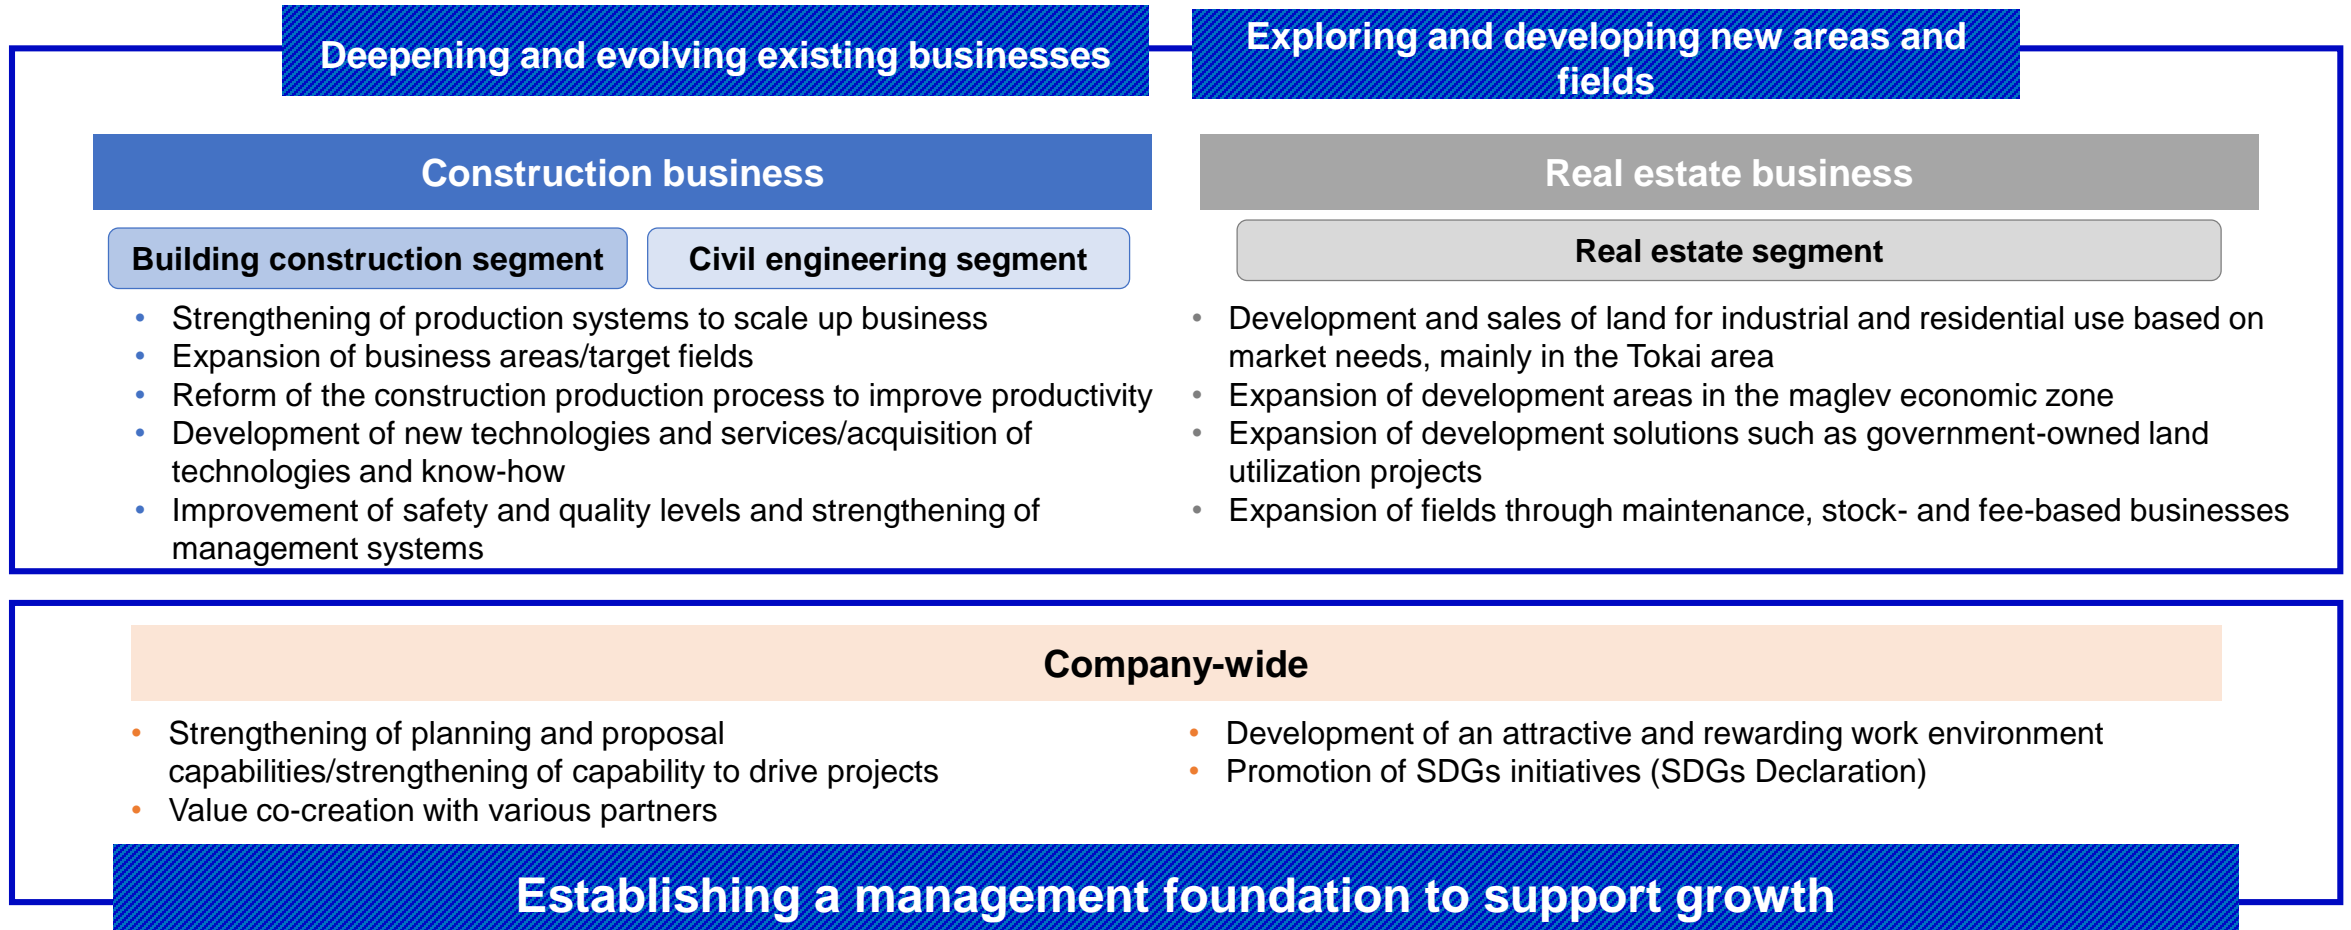 Deepening and evolving existing businesses
Exploring and developing new areas and
fields
Construction business
Building construction segment
Civil engineering segment
• Strengthening of production systems to scale up business
• Expansion of business areas/target fields
• Reform of the construction production process to improve productivity
• Development of new technologies and services/acquisition of
technologies and know-how
• Improvement of safety and quality levels and strengthening of
management systems
Real estate business
Real estate segment
• Development and sales of land for industrial and residential use based on
market needs, mainly in the Tokai area
• Expansion of development areas in the maglev economic zone
• Expansion of development solutions such as government-owned land
utilization projects
• Expansion of fields through maintenance, stock- and fee-based businesses
Company-wide
• Strengthening of planning and proposal
capabilities/strengthening of capability to drive projects
• Value co-creation with various partners
• Development of an attractive and rewarding work environment
• Promotion of SDGs initiatives (SDGs Declaration)
Establishing a management foundation to support growth